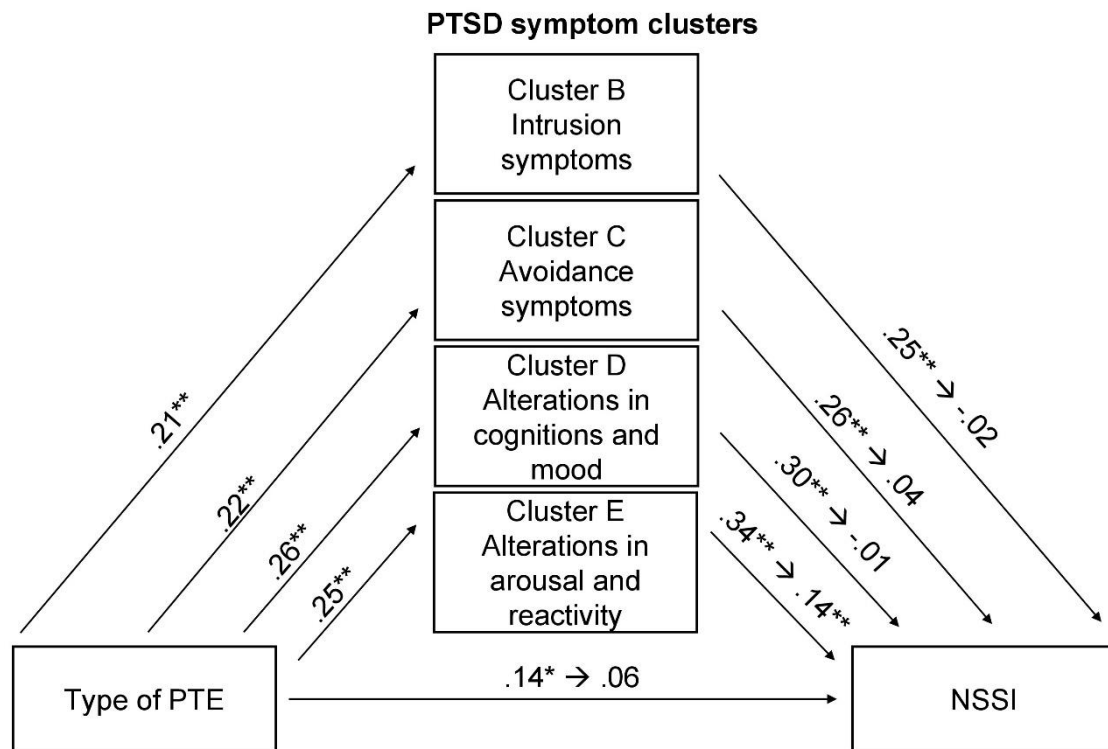 PTSD symptom clusters
Cluster B
Intrusion
symptoms
Cluster C
Avoidance
symptoms
Cluster D
Alterations in
cognitions and
mood
Cluster E
Alterations in
arousal and
reactivity
.21**
.22**
.26**
.25**
.25** → -.02
.26** → .04
.30** → -.01
.34** → .14**
Type of PTE
.14* → .06
NSSI